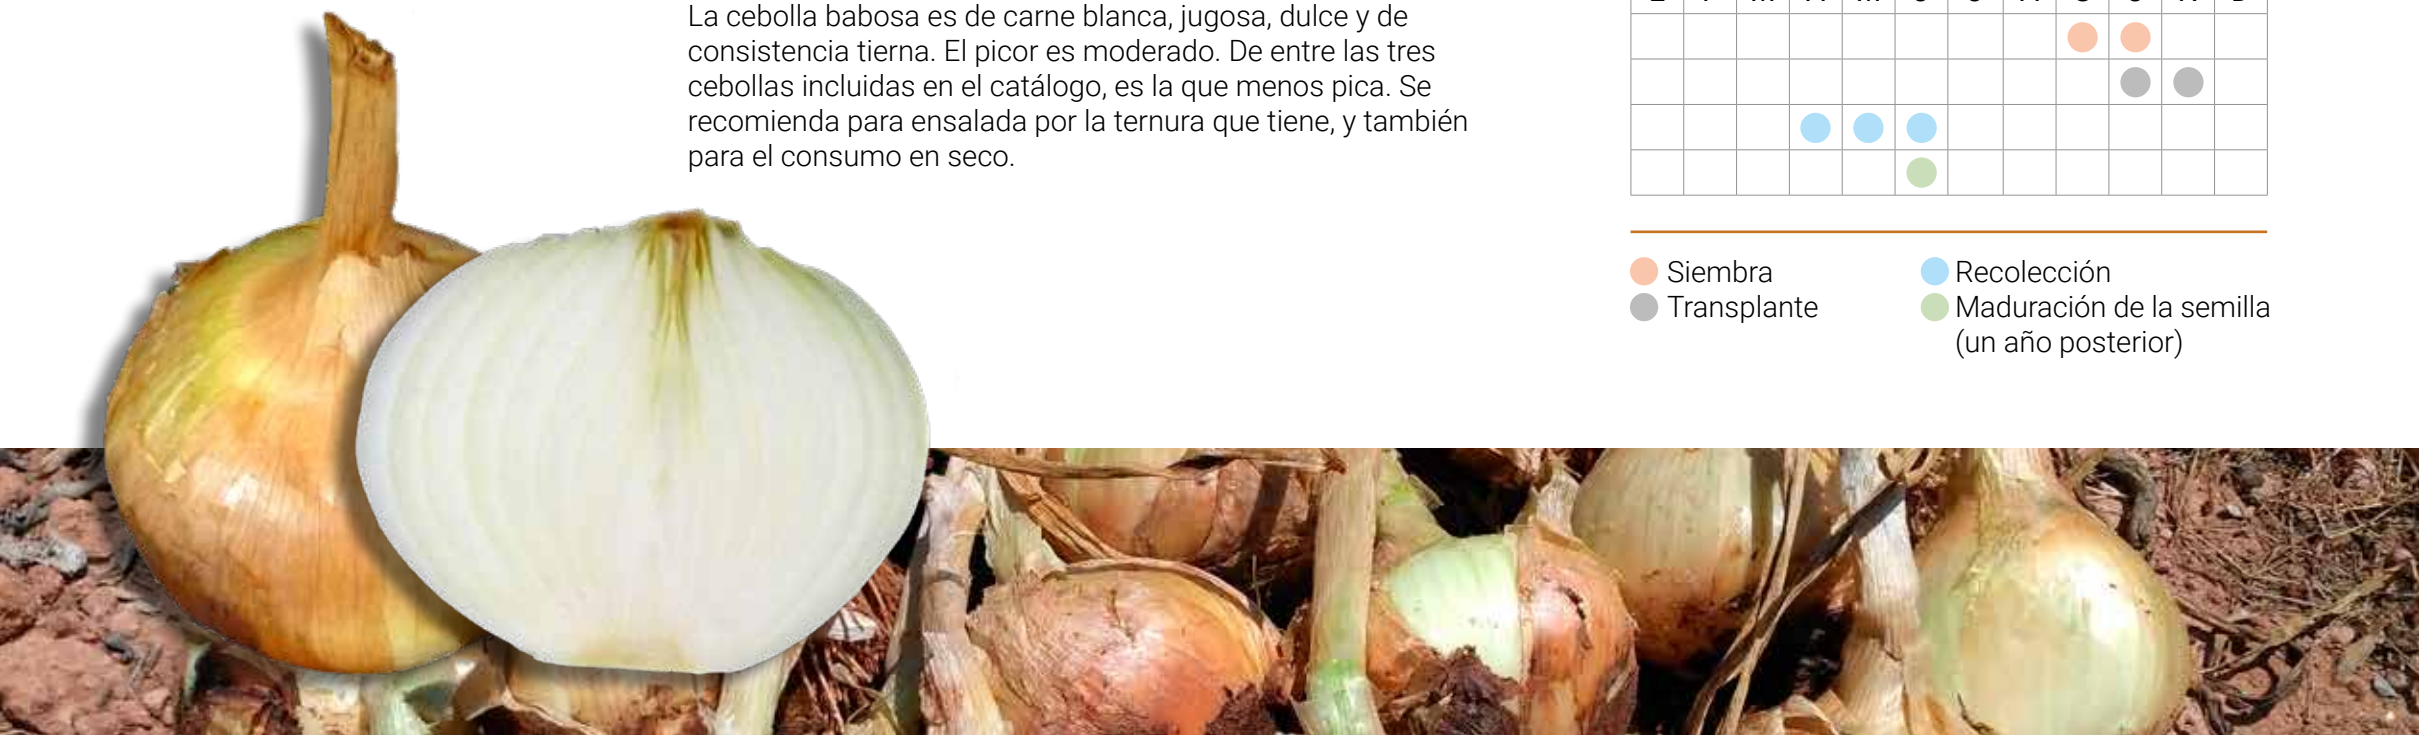 La cebolla babosa es de carne blanca, jugosa, dulce y de
consistencia tierna. El picor es moderado. De entre las tres
cebollas incluidas en el catálogo, es la que menos pica. Se
recomienda para ensalada por la ternura que tiene, y también
para el consumo en seco.
Siembra
Transplante
Recolección
Maduración de la semilla
(un año posterior)